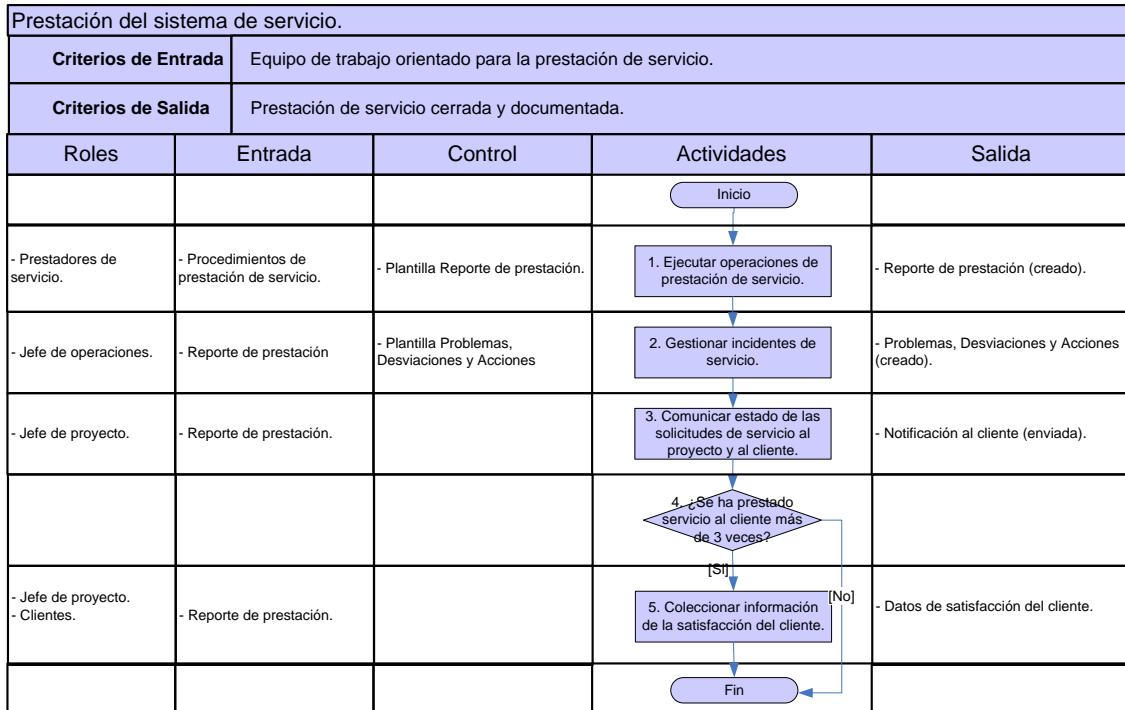 Prestación del sistema de servicio.
Criterios de Entrada
Equipo de trabajo orientado para la prestación de servicio.
Criterios de Salida
Prestación de servicio cerrada y documentada.
Roles
Entrada
Control
Actividades
Salida
Inicio
- Prestadores de
servicio.
- Procedimientos de
prestación de servicio.
- Plantilla Reporte de prestación.
1. Ejecutar operaciones de
prestación de servicio.
- Reporte de prestación (creado).
- Jefe de operaciones.
- Reporte de prestación
- Plantilla Problemas,
Desviaciones y Acciones
2. Gestionar incidentes de
servicio.
- Problemas, Desviaciones y Acciones
(creado).
- Jefe de proyecto.
- Reporte de prestación.
3. Comunicar estado de las
solicitudes de servicio al
proyecto y al cliente.
- Notificación al cliente (enviada).
4. ¿Se ha prestado
servicio al cliente más
de 3 veces?
[Si]
[No]
- Jefe de proyecto.
- Clientes.
- Reporte de prestación.
5. Coleccionar información
de la satisfacción del cliente.
- Datos de satisfacción del cliente.
Fin